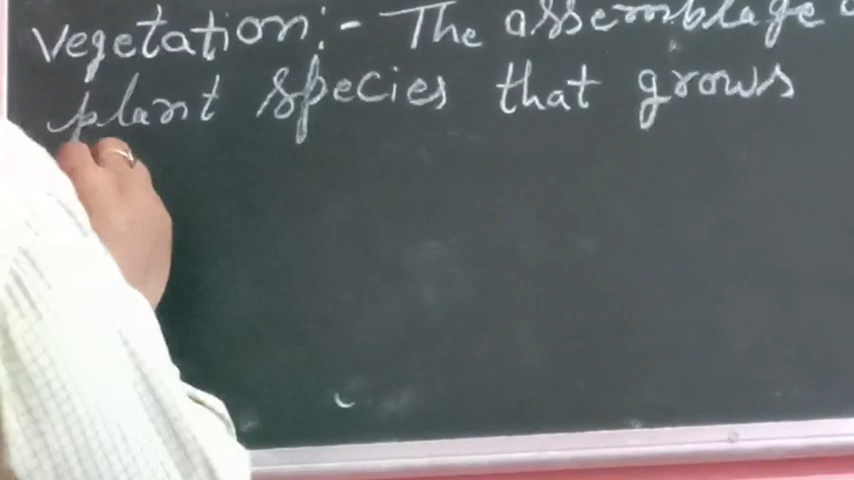 Vegetation:- The assemblage
plant species that grows